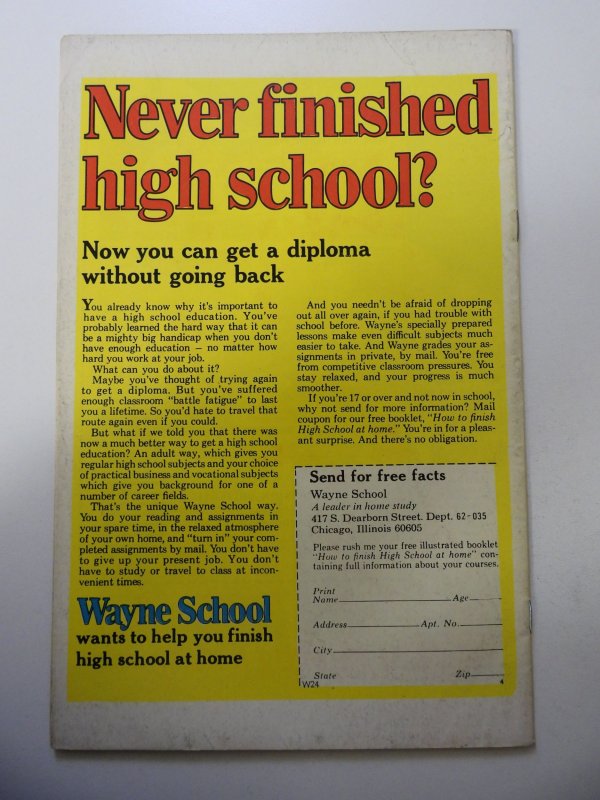 Never finished
high school?
Now you can get a diploma
without going back
You already know why it's important to
have a high school education. You've
probably learned the hard way that it can
be a mighty big handicap when you don't
have enough education — no matter how
hard you work at your job.
What can you do about it?
Maybe you've thought of trying again
to get a diploma. But you've suffered
enough classroom "battle fatigue" to last
you a lifetime. So you'd hate to travel that
route again even if you could.
But what if we told you that there was
now a much better way to get a high school
education? An adult way, which gives you
regular high school subjects and your choice
of practical business and vocational subjects
which give you background for one of a
number of career fields.
That's the unique Wayne School way.
You do your reading and assignments in
your spare time, in the relaxed atmosphere
of your own home, and "turn in" your com-
pleted assignments by mail. You don't have
to give up your present job. You don't
have to study or travel to class at incon-
venient times.
Wayne School
wants to help you finish
high school at home
And you needn't be afraid of dropping
out all over again, if you had trouble with
school before. Wayne's specially prepared
lessons make even difficult subjects much
easier to take. And Wayne grades your as-
signments in private, by mail. You're free
from competitive classroom pressures. You
stay relaxed, and your progress is much
smoother.
If you're 17 or over and not now in school,
why not send for more information? Mail
coupon for our free booklet, "How to finish
High School at home." You're in for a pleas-
ant surprise. And there's no obligation.
Send for free facts
Wayne School
A leader in home study
417 S. Dearborn Street. Dept. 62-035
Chicago, Illinois 60605
Please rush me your free illustrated booklet
"How to finish High School at home" con-
taining full information about your courses.
Print
Name Age
Address Apt. No.
City
State Zip
W24 4